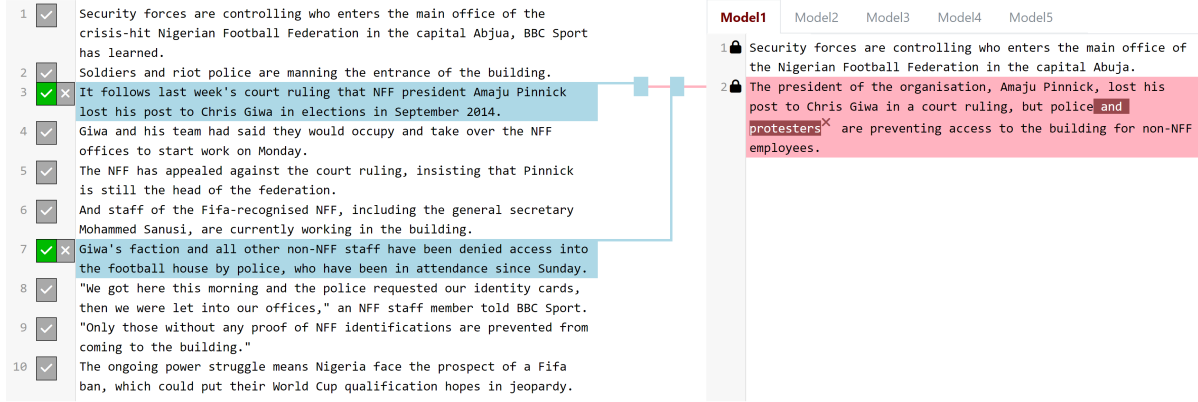 1 Security forces are controlling who enters the main office of the
crisis-hit Nigerian Football Federation in the capital Abjua, BBC Sport
has learned.
2 Soldiers and riot police are manning the entrance of the building.
3 It follows last week's court ruling that NFF president Amaju Pinnick
lost his post to Chris Giwa in elections in September 2014.
4 Giwa and his team had said they would occupy and take over the NFF
offices to start work on Monday.
5 The NFF has appealed against the court ruling, insisting that Pinnick
is still the head of the federation.
6 And staff of the Fifa-recognised NFF, including the general secretary
Mohammed Sanusi, are currently working in the building.
7 Giwa's faction and all other non-NFF staff have been denied access into
the football house by police, who have been in attendance since Sunday.
8 "We got here this morning and the police requested our identity cards,
then we were let into our offices," an NFF staff member told BBC Sport.
9 "Only those without any proof of NFF identifications are prevented from
coming to the building."
10 The ongoing power struggle means Nigeria face the prospect of a Fifa
ban, which could put their World Cup qualification hopes in jeopardy.
Model1 Model2 Model3 Model4 Model5
1 Security forces are controlling who enters the main office of
the Nigerian Football Federation in the capital Abuja.
2 The president of the organisation, Amaju Pinnick, lost his
post to Chris Giwa in a court ruling, but police and
protesters are preventing access to the building for non-NFF
employees.